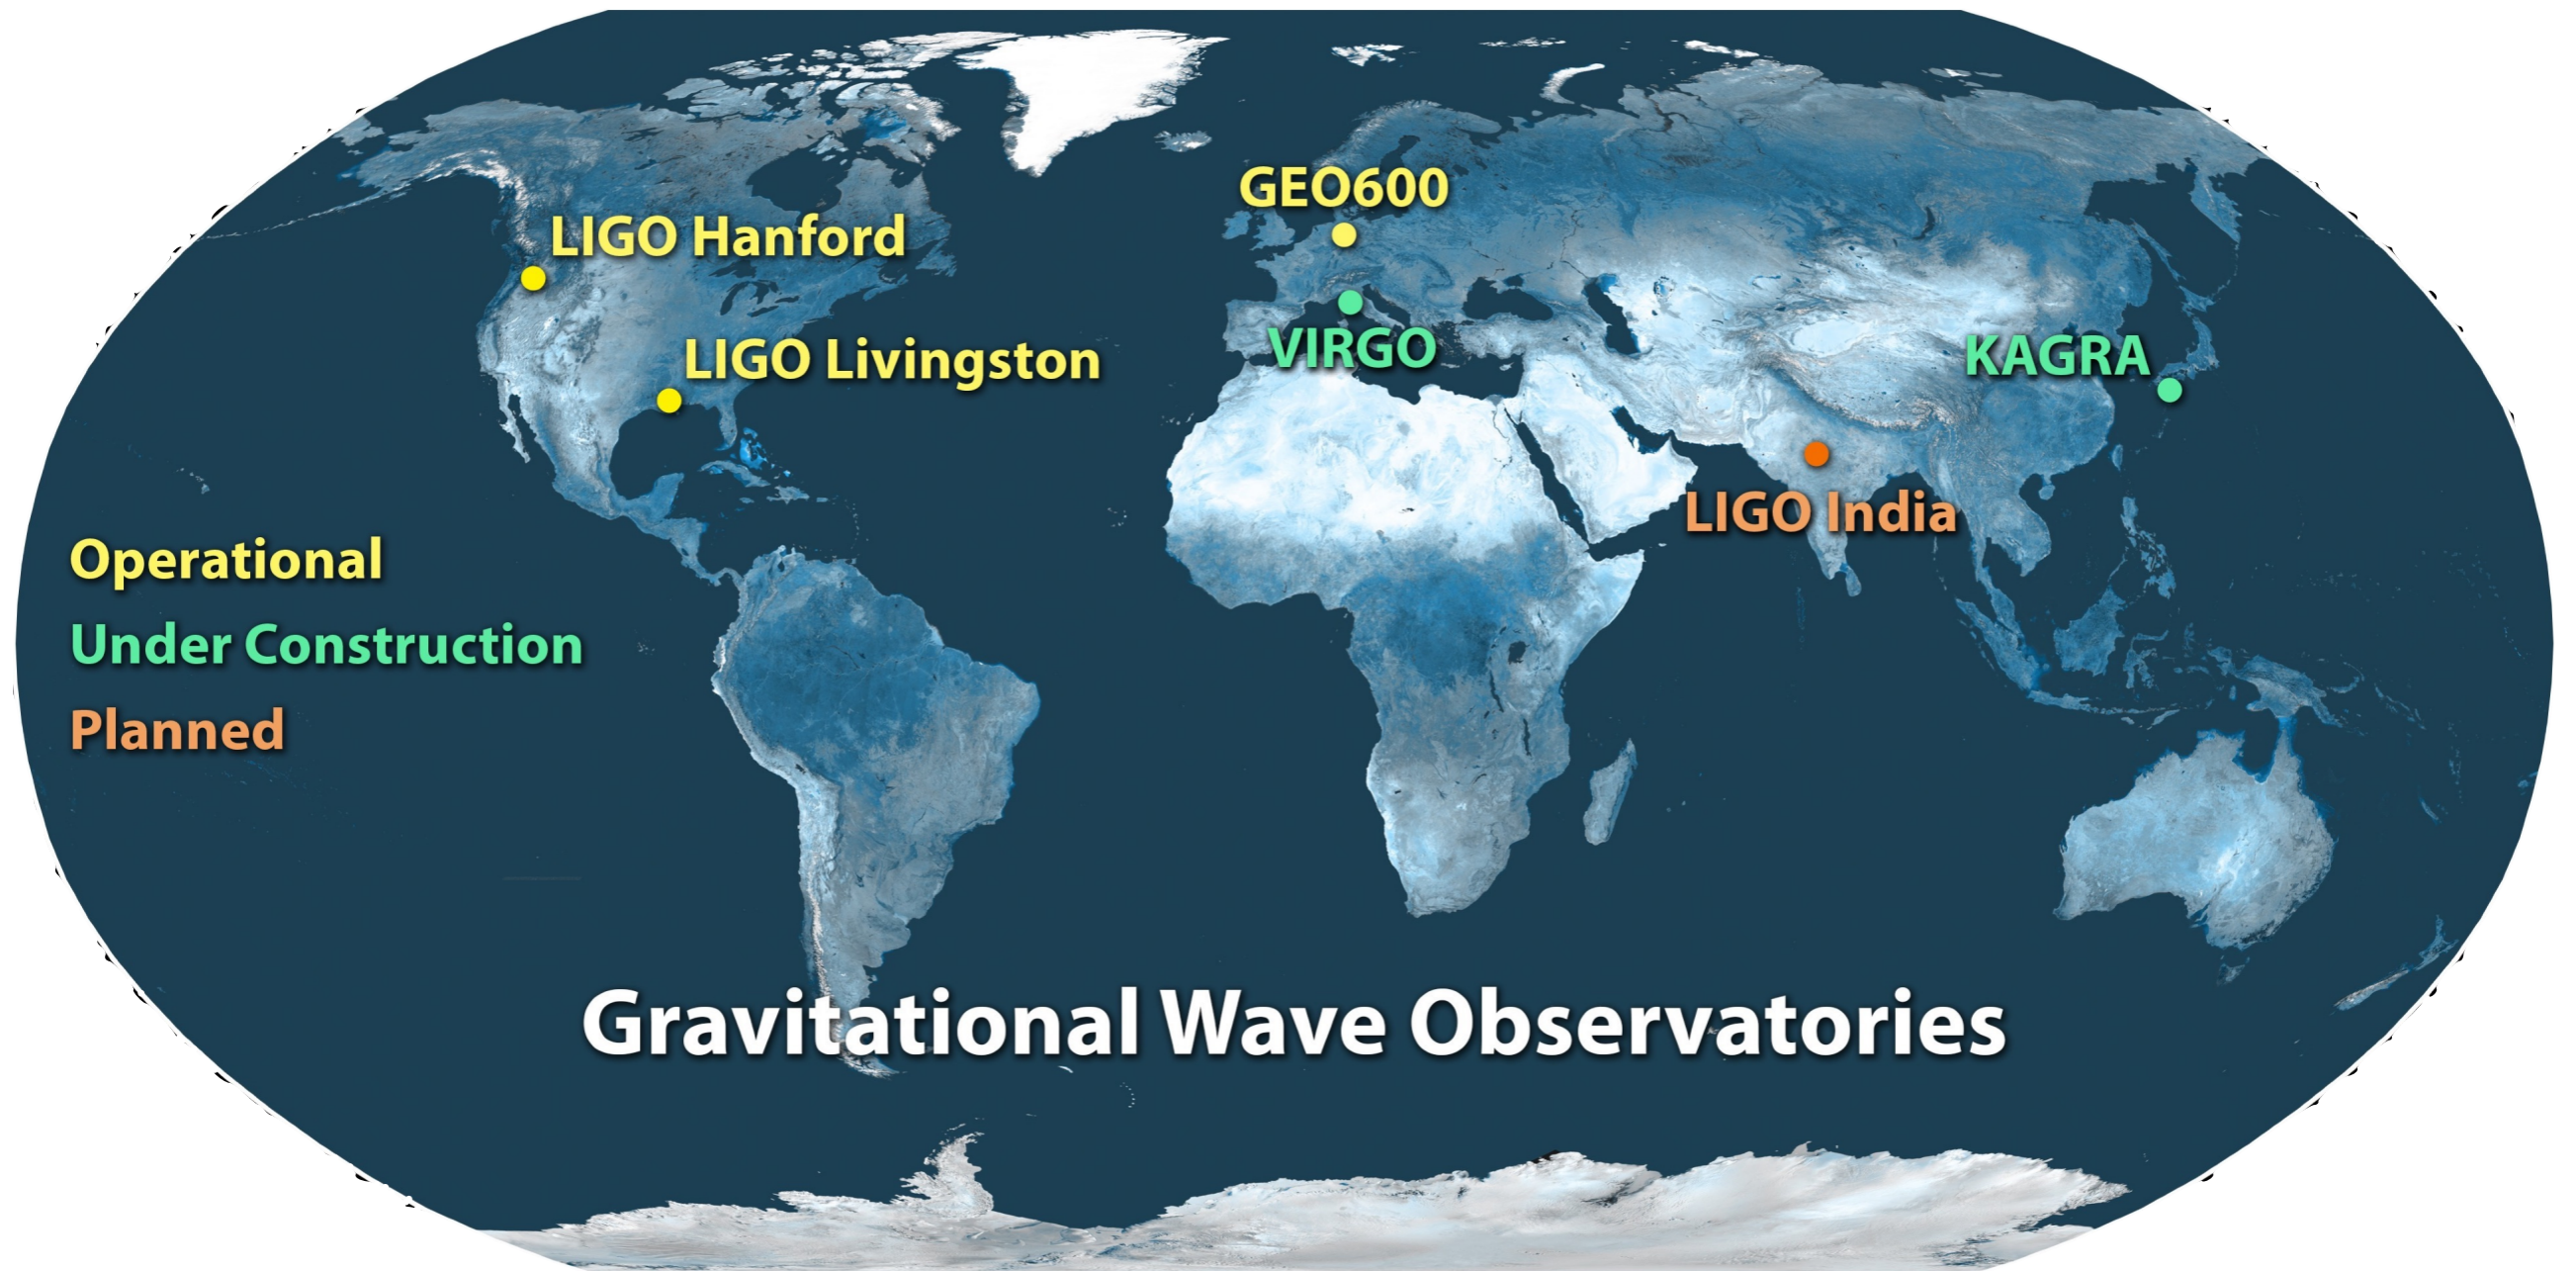 GEO600
LIGO Hanford
VIRGO
KAGRA
LIGO Livingston
LIGO India
Operational
Under Construction
Planned
Gravitational Wave Observatories